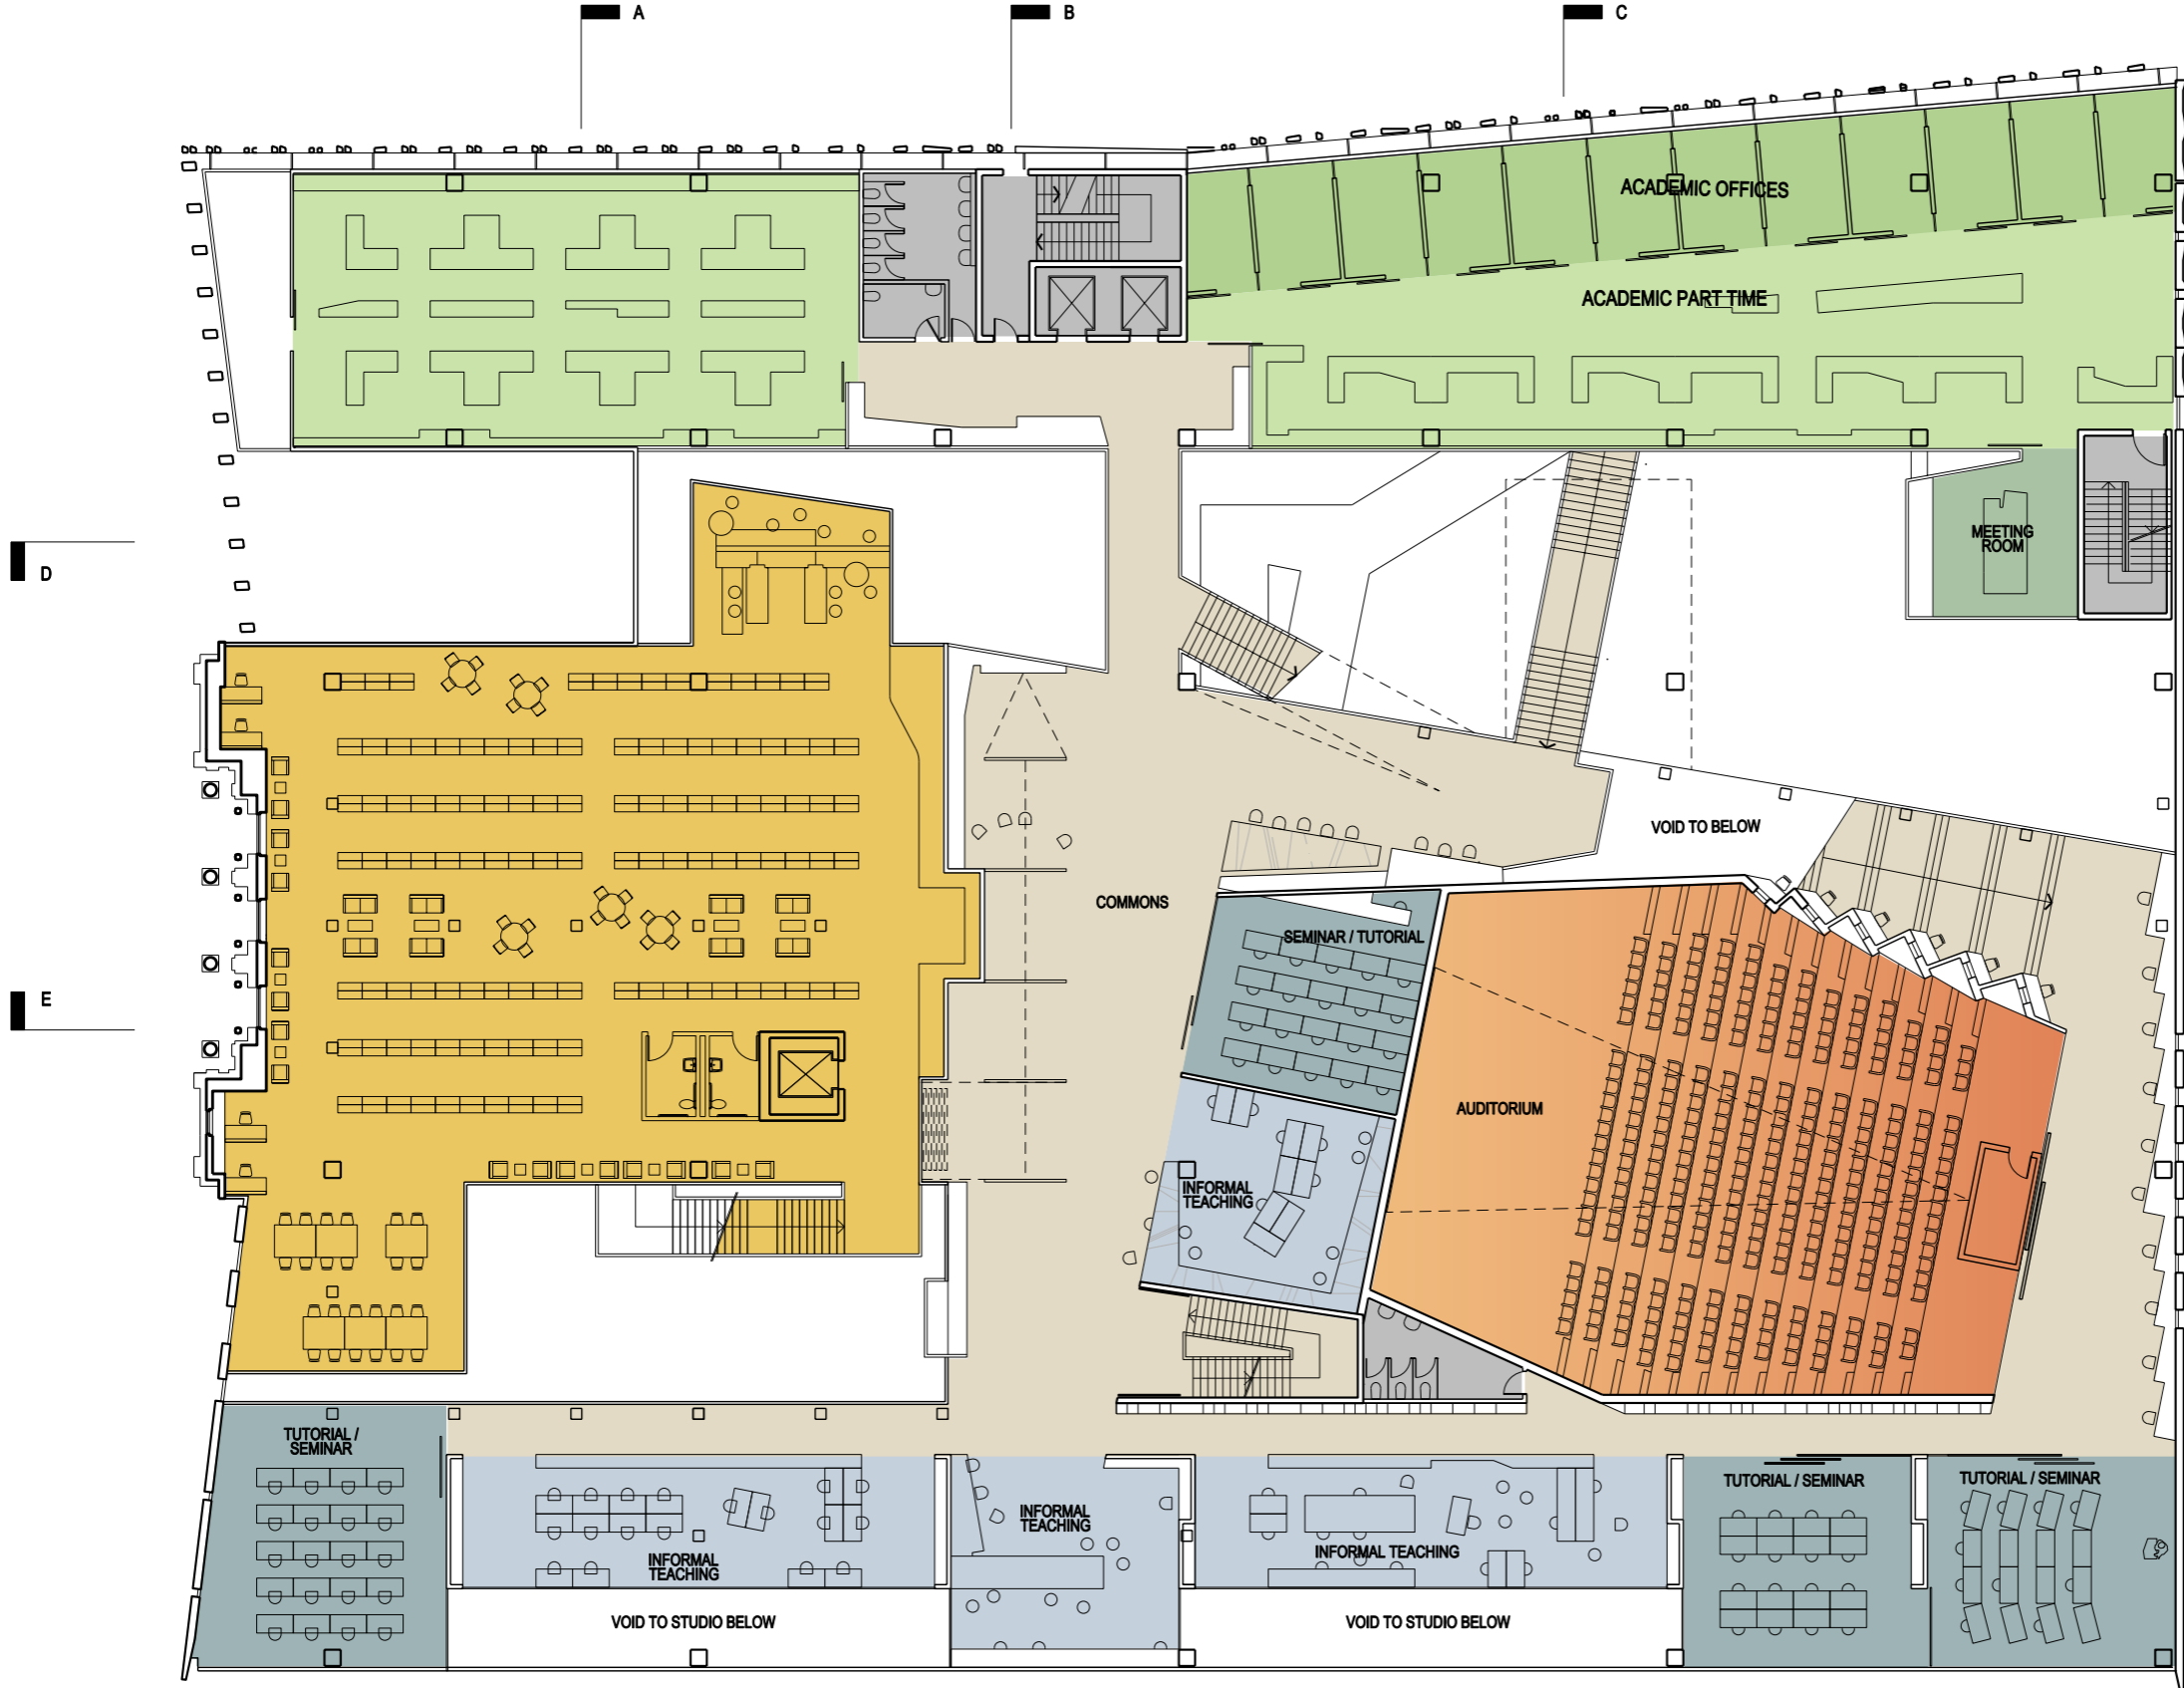 A
B
C
ACADEMIC OFFICES
ACADEMIC PART TIME
MEETING
ROOM
D
VOID TO BELOW
COMMONS
SEMINAR / TUTORIAL
E
AUDITORIUM
INFORMAL
TEACHING
TUTORIAL /
SEMINAR
INFORMAL
TEACHING
INFORMAL
TEACHING
INFORMAL TEACHING
TUTORIAL / SEMINAR
TUTORIAL / SEMINAR
VOID TO STUDIO BELOW
VOID TO STUDIO BELOW